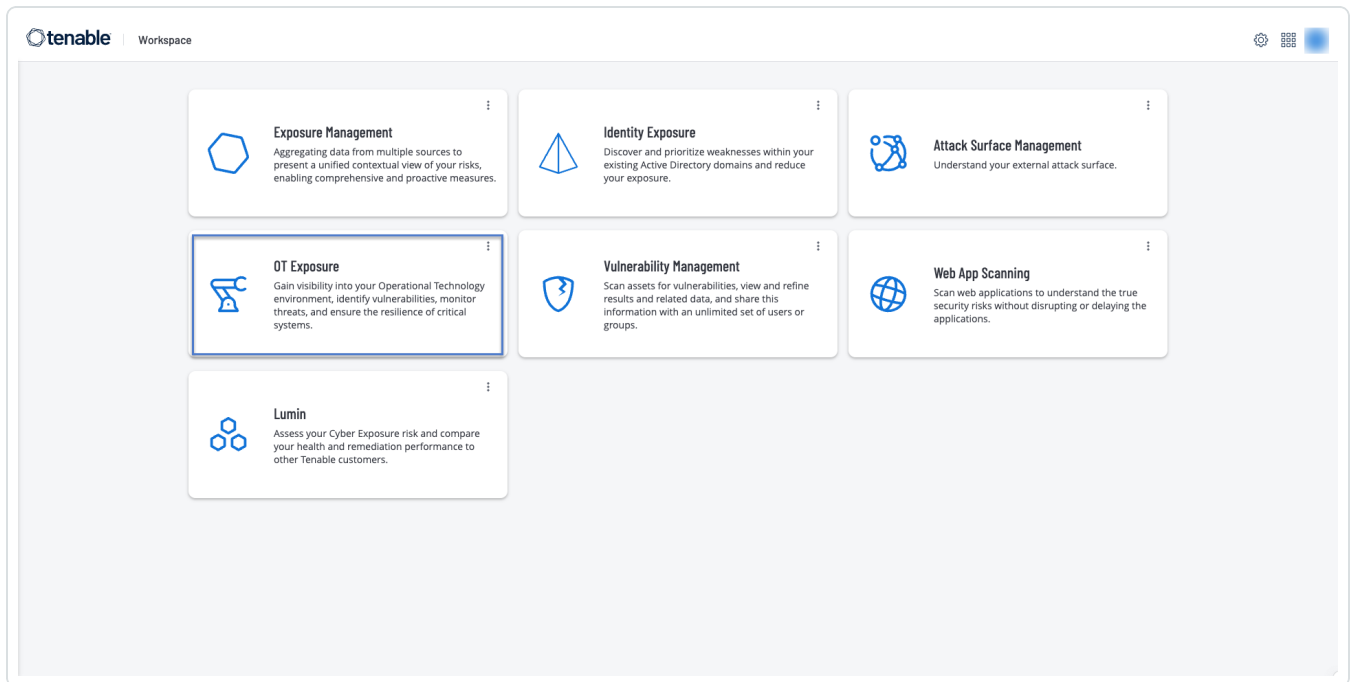 tenable
Workspace
Exposure Management
Aggregating data from multiple sources to
present a unified contextual view of your risks,
enabling comprehensive and proactive measures.
Identity Exposure
Discover and prioritize weaknesses within your
existing Active Directory domains and reduce
your exposure.
Attack Surface Management
Understand your external attack surface.
OT Exposure
Gain visibility into your Operational Technology
environment, identify vulnerabilities, monitor
threats, and ensure the resilience of critical
systems.
Vulnerability Management
Scan assets for vulnerabilities, view and refine
results and related data, and share this
information with an unlimited set of users or
groups.
Web App Scanning
Scan web applications to understand the true
security risks without disrupting or delaying the
applications.
Lumin
Assess your Cyber Exposure risk and compare
your health and remediation performance to
other Tenable customers.